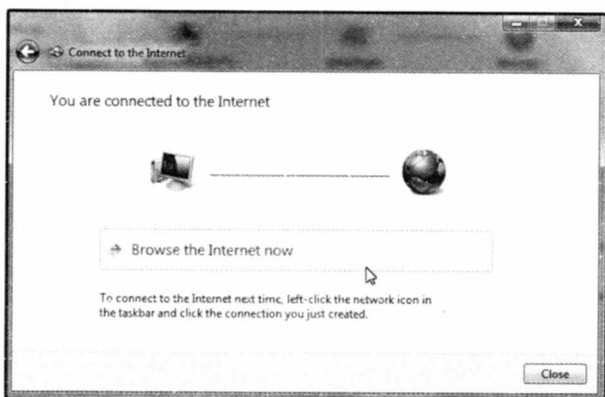 Connect to the Internet
You are connected to the Internet
Browse the Internet now
To connect to the Internet next time, left-click the network icon in
the taskbar and click the connection you just created.
Close